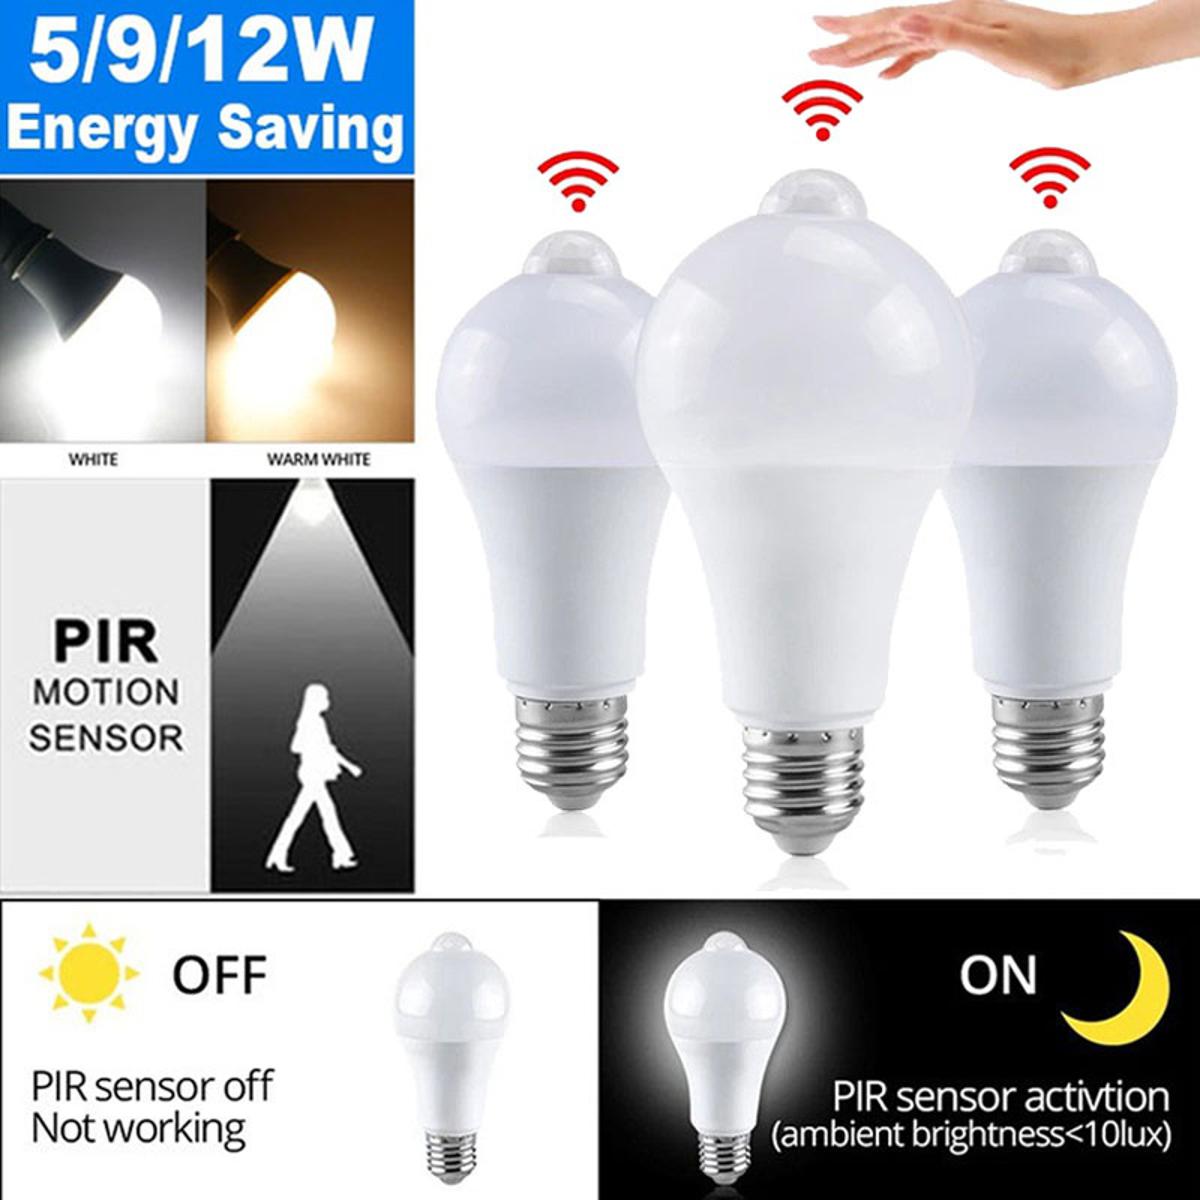 5/9/12W
Energy Saving
WHITE
WARM WHITE
PIR
MOTION
SENSOR
OFF
PIR sensor off
Not working
ON
PIR sensor activtion
(ambient brightness<10lux)